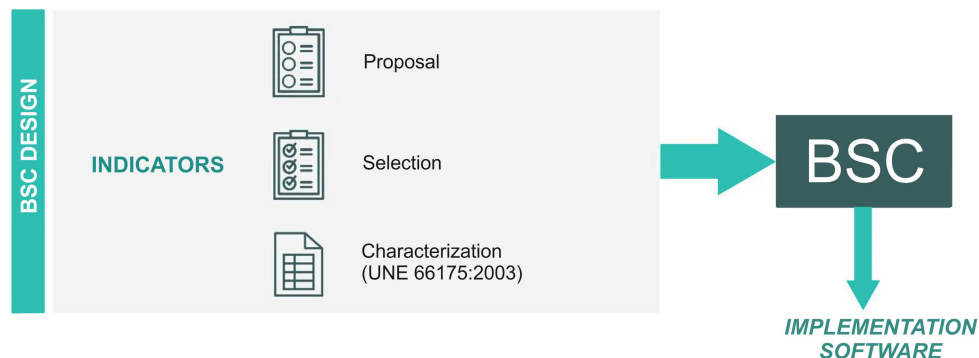 BSC DESIGN
INDICATORS
Proposal
Selection
Characterization
(UNE 66175:2003)
BSC
IMPLEMENTATION
SOFTWARE